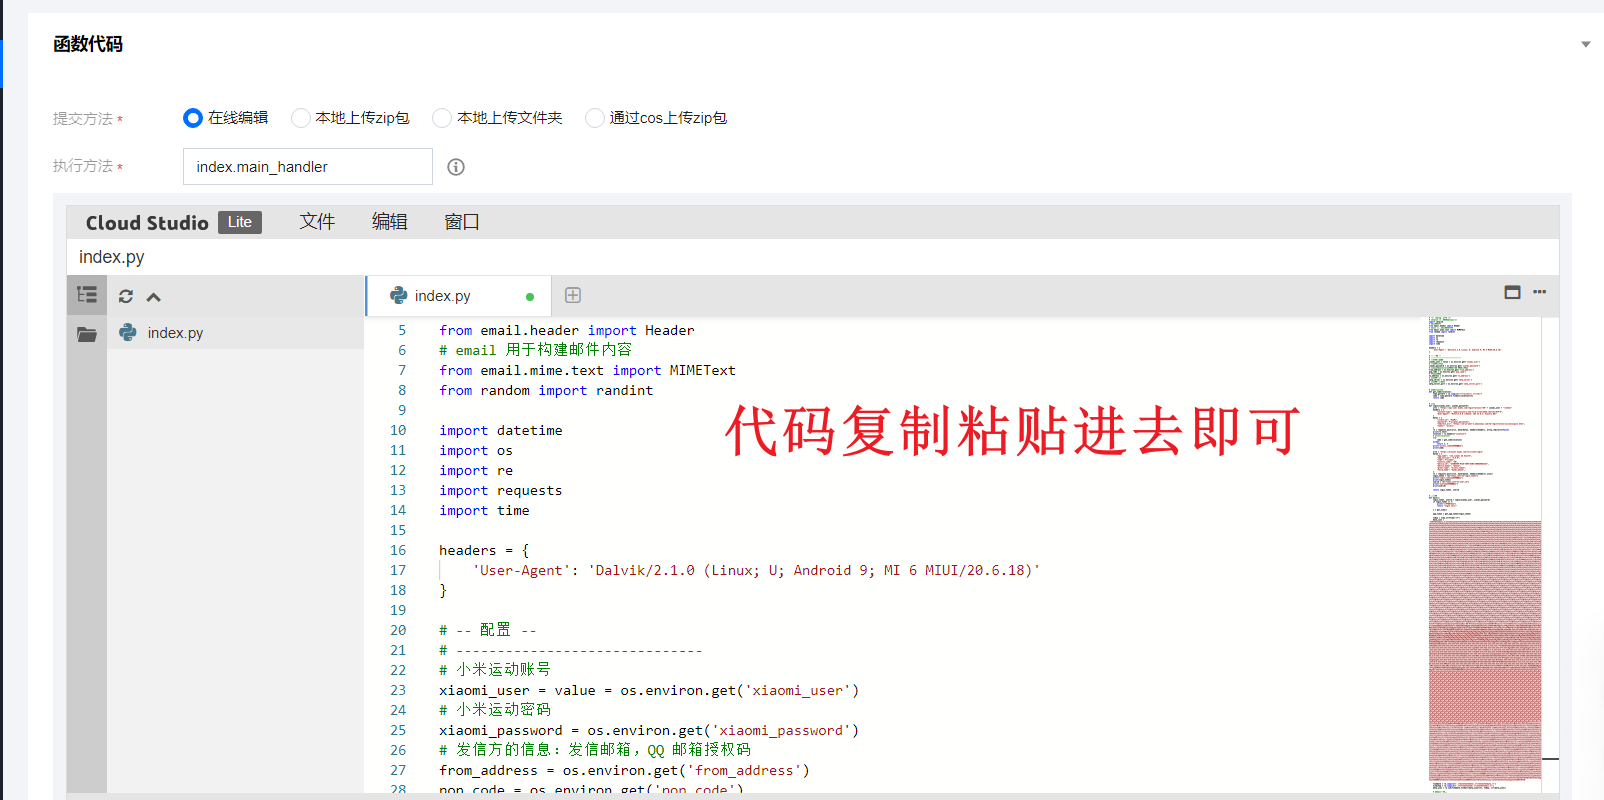 函数代码
提交方法 *
在线编辑 本地上传zip包 本地上传文件夹 通过cos上传zip包
执行方法 *
index.main_handler
Cloud Studio Lite 文件 编辑 窗口
index.py
index.py
index.py
5 from email.header import Header
6 # email 用于构建邮件内容
7 from email.mime.text import MIMEText
8 from random import randint
9
代码复制粘贴进去即可
10 import datetime
11 import os
12 import re
13 import requests
14 import time
15
16 headers = {
17 'User-Agent': 'Dalvik/2.1.0 (Linux; U; Android 9; MI 6 MIUI/20.6.18)'
18 }
19
20 # -- 配置 --
21 # ------------------------------
22 # 小米运动账号
23 xiaomi_user = value = os.environ.get('xiaomi_user')
24 # 小米运动密码
25 xiaomi_password = os.environ.get('xiaomi_password')
26 # 发信方的信息：发信邮箱，QQ 邮箱授权码
27 from_address = os.environ.get('from_address')
28 pop_code = os.environ.get('pop_code')